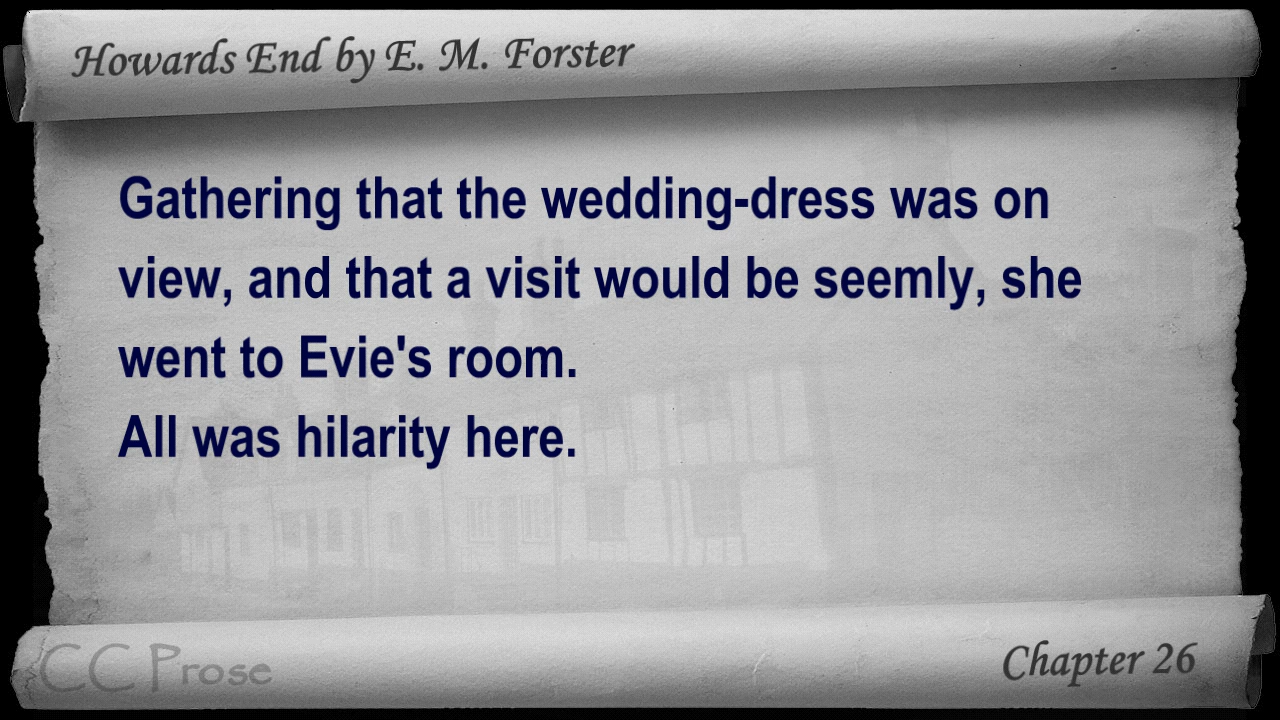 Howards End by E. M. Forster
Gathering that the wedding-dress was on
view, and that a visit would be seemly, she
went to Evie's room.
All was hilarity here.
CC Prose
Chapter 26